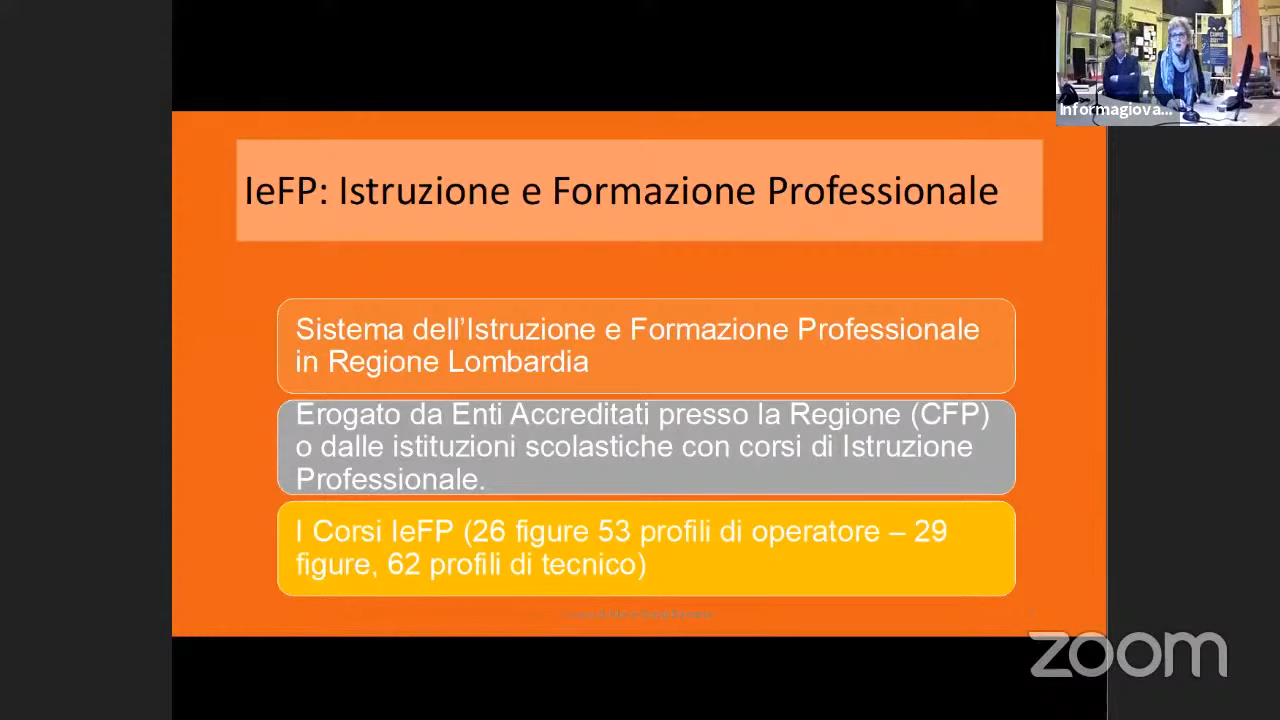 Informagiova...
IeFP: Istruzione e Formazione Professionale
Sistema dell'Istruzione e Formazione Professionale
in Regione Lombardia
Erogato da Enti Accreditati presso la Regione (CFP)
o dalle istituzioni scolastiche con corsi di Istruzione
Professionale.
I Corsi IeFP (26 figure 53 profili di operatore – 29
figure, 62 profili di tecnico)
zoom